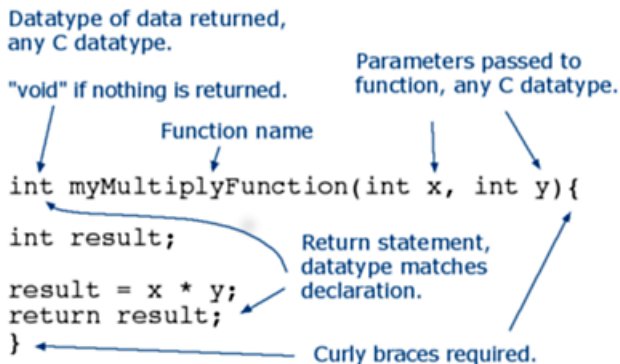 Datatype of data returned,
any C datatype.
"void" if nothing is returned.
Parameters passed to
function, any C datatype.
Function name
int myMultiplyFunction(int x, int y){
int result;
result = x * y;
return result;
}
Return statement,
datatype matches
declaration.
Curly braces required.